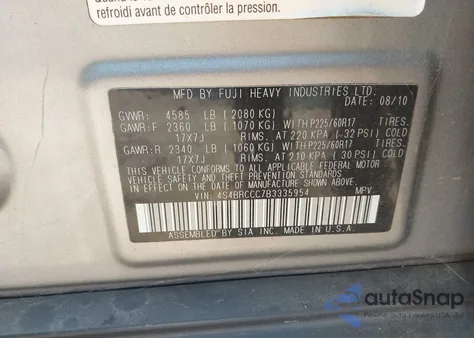 refroidi avant de contrôler la pression.
MFD BY FUJI HEAVY INDUSTRIES LTD.
DATE: 08/10
GVWR: 4585 LB (2080 KG)
GAWR:F 2360 LB (1070 KG) WITH P225/60R17 TIRES.
17X7J RIMS. AT 220 KPA (-32 PSI) COLD
GAWR:R 2340 LB (1060 KG) WITH P225/60R17 TIRES.
17X7J RIMS. AT 210 KPA (30 PSI) COLD
THIS VEHICLE CONFORMS TO ALL APPLICABLE
FEDERAL MOTOR VEHICLE SAFETY, BUMPER, AND
THEFT PREVENTION STANDARDS IN EFFECT ON
THE DATE OF MANUFACTURE SHOWN ABOVE.
VIN: 4S4BRCCC7B3335954 MPV
ASSEMBLED BY SIA INC. MADE IN U.S.A.
autoSnap